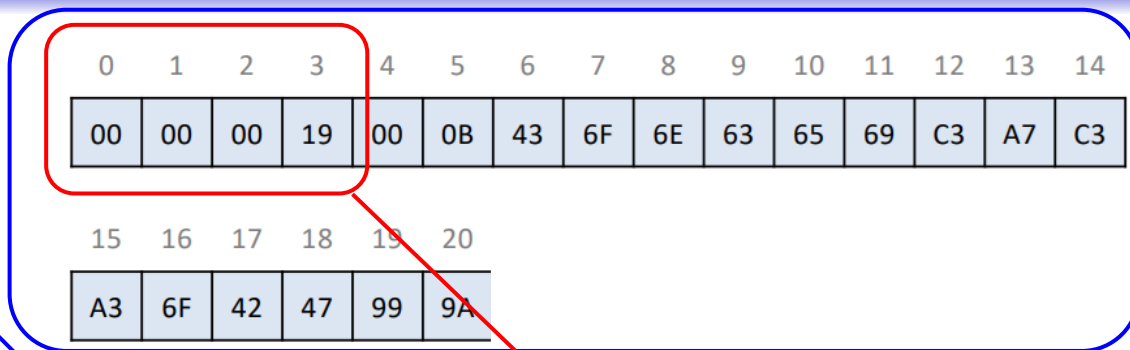 0 1 2 3 4 5 6 7 8 9 10 11 12 13 14
00 00 00 19 00 0B 43 6F 6E 63 65 69 C3 A7 C3
15 16 17 18 19 20
A3 6F 42 47 99 9A